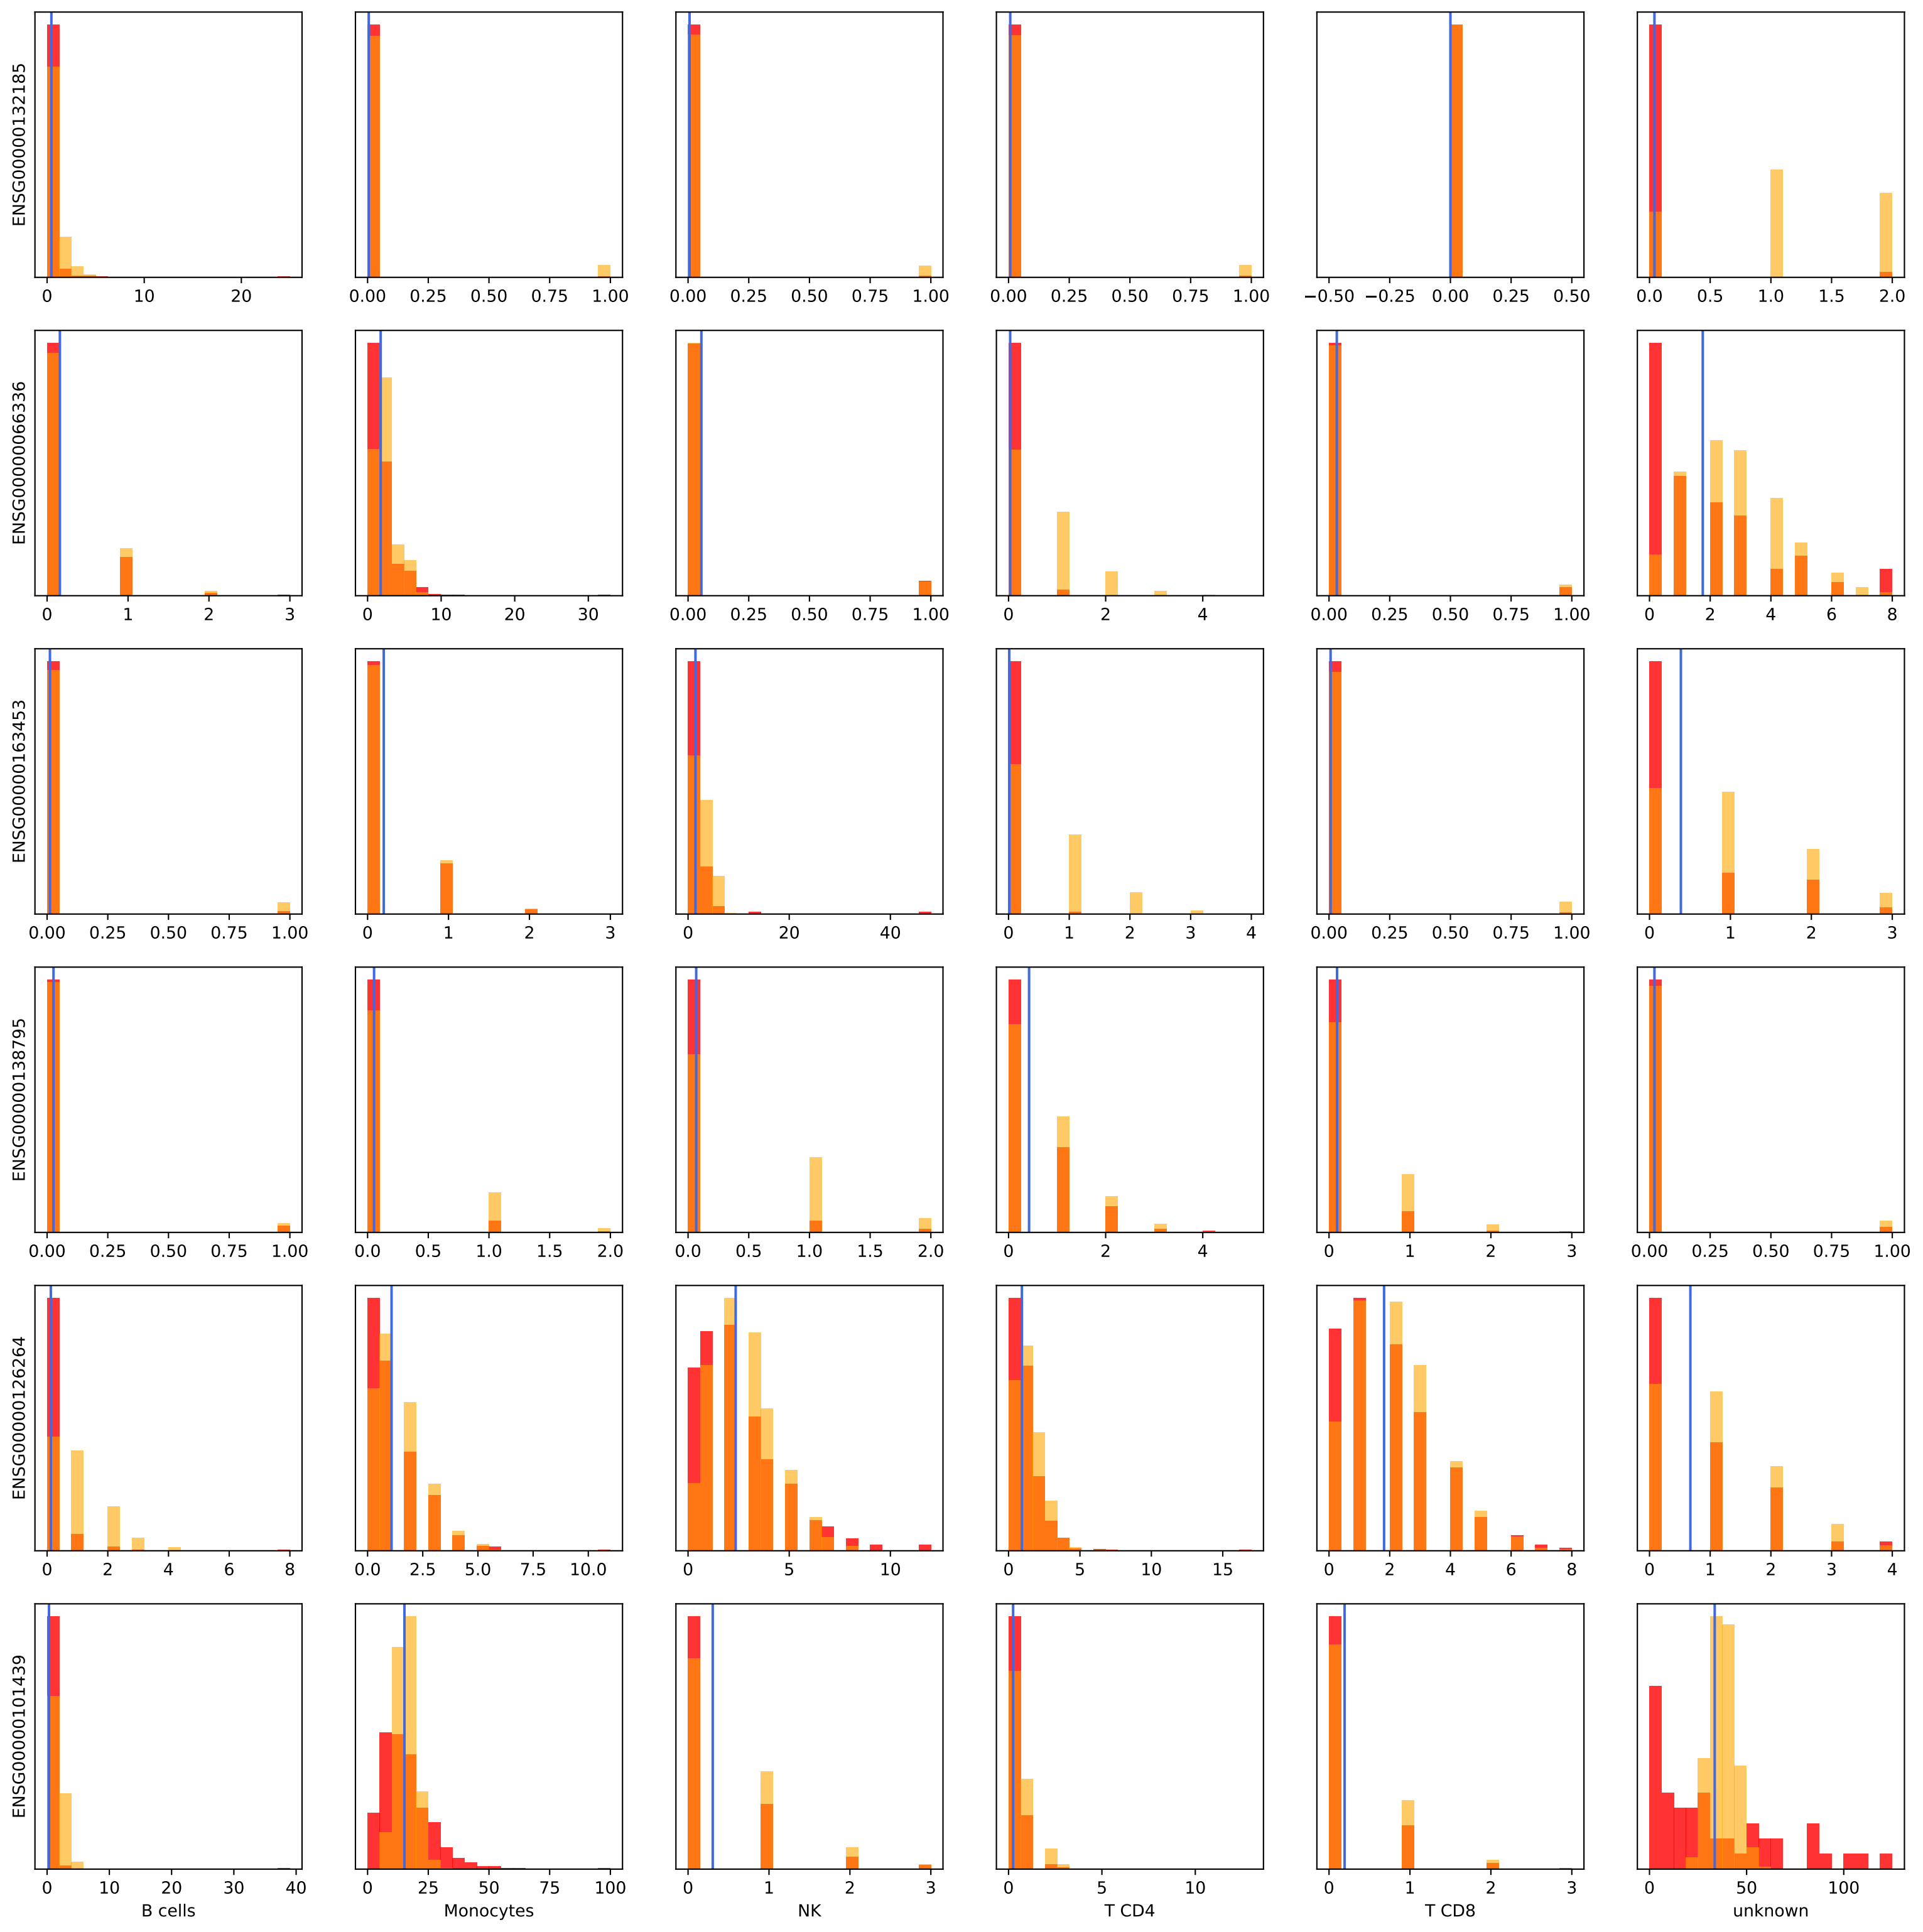 ENSG00000132185
0 10 20
0.00 0.25 0.50 0.75 1.00
0.00 0.25 0.50 0.75 1.00
0.00 0.25 0.50 0.75 1.00
−0.50 −0.25 0.00 0.25 0.50
0.0 0.5 1.0 1.5 2.0
ENSG00000066336
0 1 2 3
0 10 20 30
0.00 0.25 0.50 0.75 1.00
0 2 4
0.00 0.25 0.50 0.75 1.00
0 2 4 6 8
ENSG00000163453
0.00 0.25 0.50 0.75 1.00
0 1 2 3
0 20 40
0 1 2 3 4
0.00 0.25 0.50 0.75 1.00
0 1 2 3
ENSG00000138795
0.00 0.25 0.50 0.75 1.00
0.0 0.5 1.0 1.5 2.0
0.0 0.5 1.0 1.5 2.0
0 2 4
0 1 2 3
0.00 0.25 0.50 0.75 1.00
ENSG00000126264
0 2 4 6 8
0.0 2.5 5.0 7.5 10.0
0 5 10
0 5 10 15
0 2 4 6 8
0 1 2 3 4
ENSG00000101439
0 10 20 30 40
0 25 50 75 100
0 1 2 3
0 5 10
0 1 2 3
0 50 100
B cells
Monocytes
NK
T CD4
T CD8
unknown